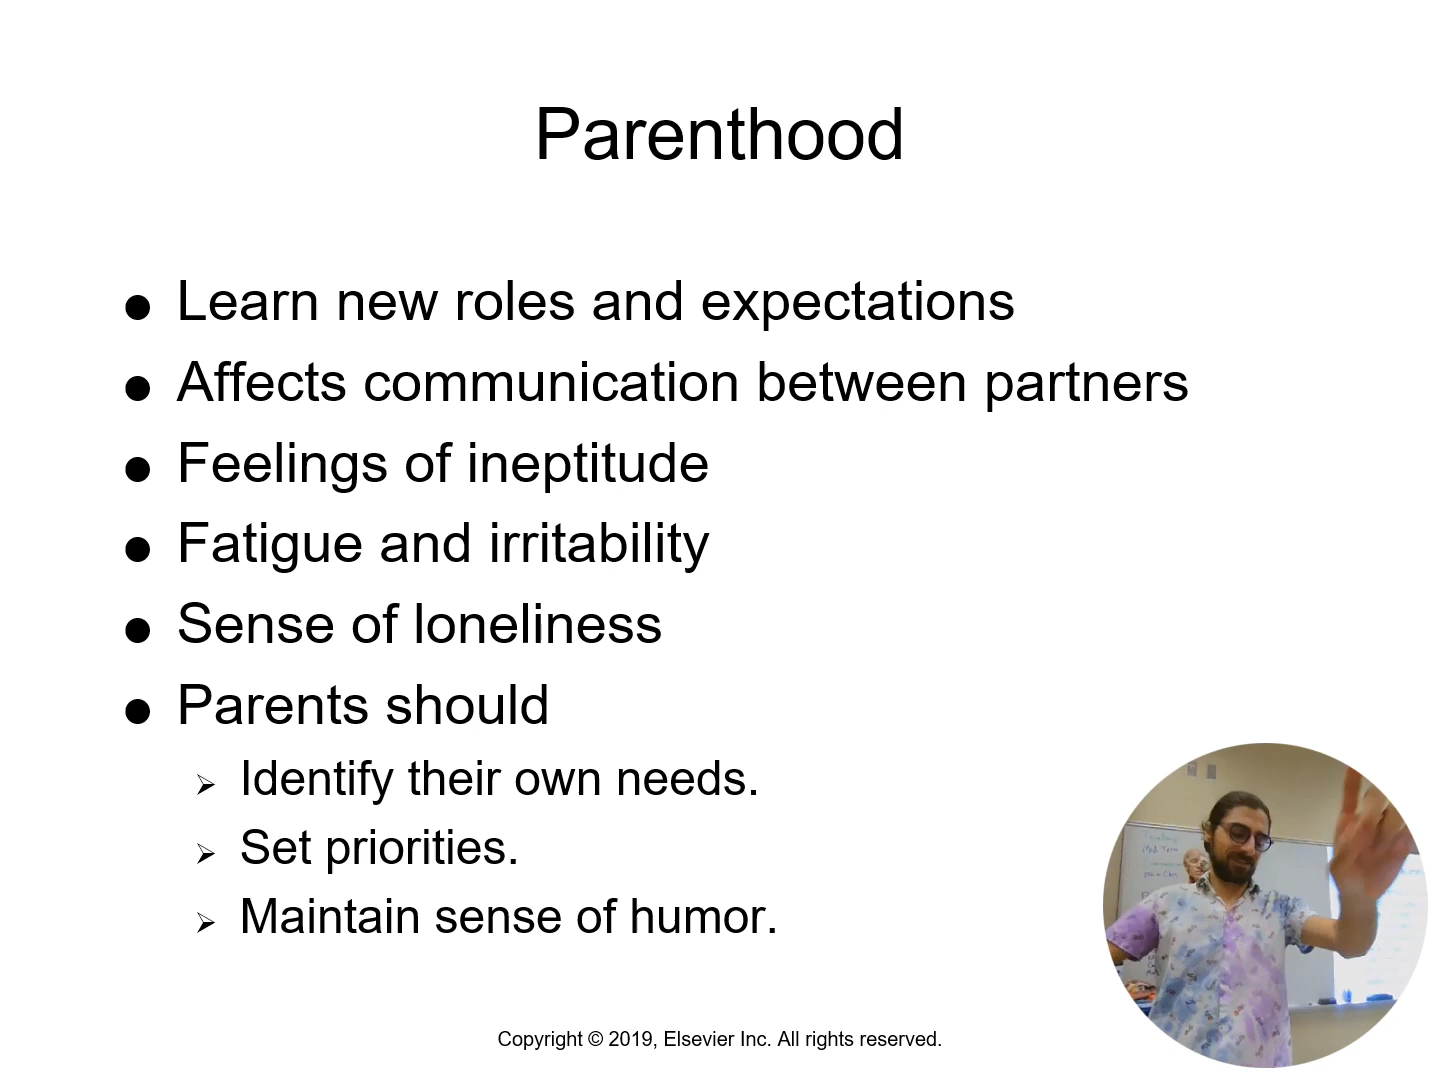 Parenthood
● Learn new roles and expectations
● Affects communication between partners
● Feelings of ineptitude
● Fatigue and irritability
● Sense of loneliness
● Parents should
➢ Identify their own needs.
➢ Set priorities.
➢ Maintain sense of humor.
Copyright © 2019, Elsevier Inc. All rights reserved.